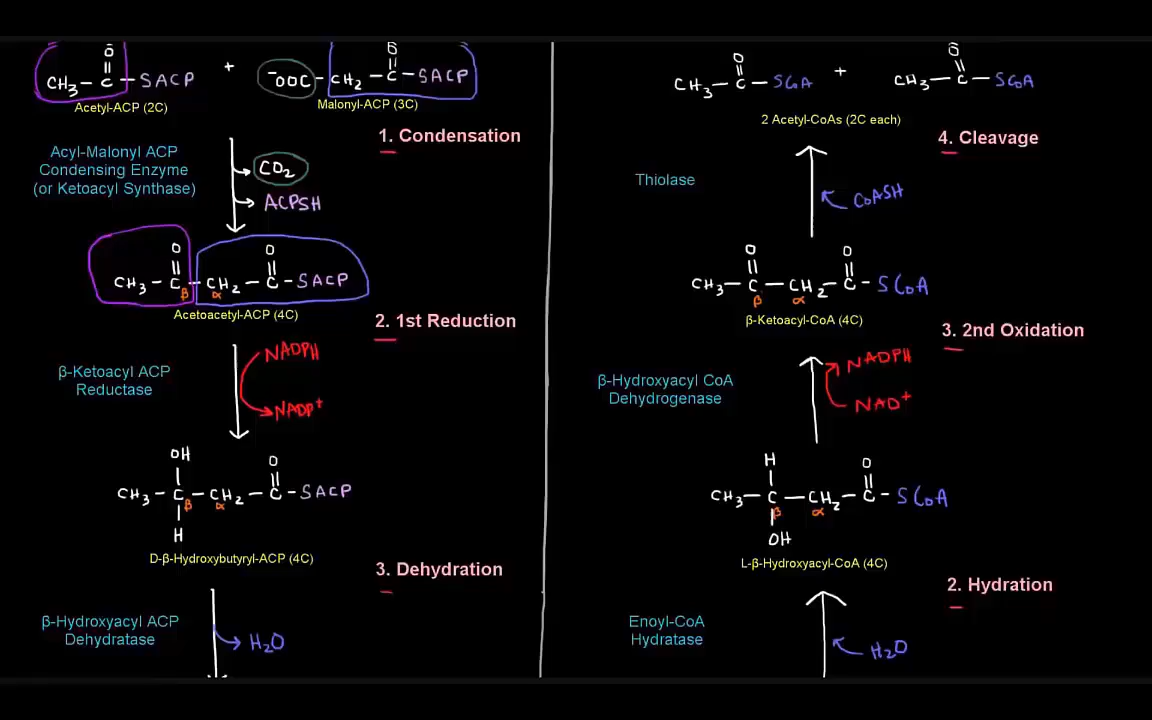 O
CH₃ — C — SACP + ⁻OOC — CH₂ — C — SACP
O
Acetyl-ACP (2C)
Malonyl-ACP (3C)
1. Condensation
Acyl-Malonyl ACP
Condensing Enzyme
(or Ketoacyl Synthase)
CO₂
ACPSH
O O
CH₃ — C — CH₂ — C — SACP
β α
Acetoacetyl-ACP (4C)
2. 1st Reduction
β-Ketoacyl ACP
Reductase
NADPH
NADP⁺
OH O
CH₃ — C — CH₂ — C — SACP
β α
H
D-β-Hydroxybutyryl-ACP (4C)
3. Dehydration
β-Hydroxyacyl ACP
Dehydratase
H₂O
O O
CH₃ — C — SCoA + CH₃ — C — SCoA
2 Acetyl-CoAs (2C each)
4. Cleavage
Thiolase
CoASH
O O
CH₃ — C — CH₂ — C — SCoA
β α
β-Ketoacyl-CoA (4C)
3. 2nd Oxidation
β-Hydroxyacyl CoA
Dehydrogenase
NADPH
NAD⁺
H O
CH₃ — C — CH₂ — C — SCoA
β α
OH
L-β-Hydroxyacyl-CoA (4C)
2. Hydration
Enoyl-CoA
Hydratase
H₂O